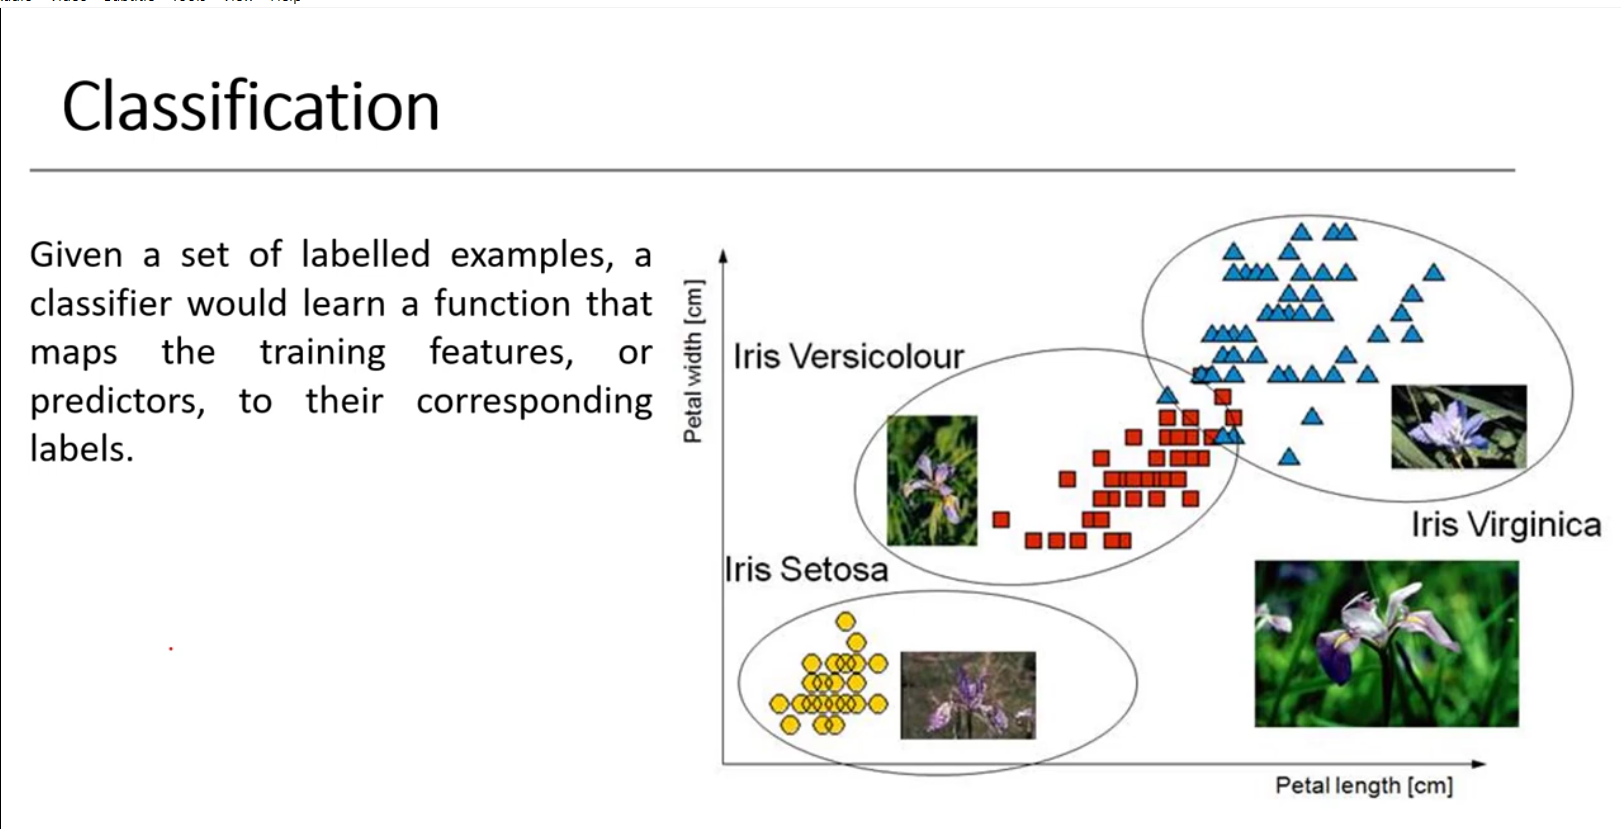 Classification
Given a set of labelled examples, a
classifier would learn a function that
maps the training features, or
predictors, to their corresponding
labels.
Petal width [cm]
Iris Versicolour
Iris Virginica
Iris Setosa
Petal length [cm]